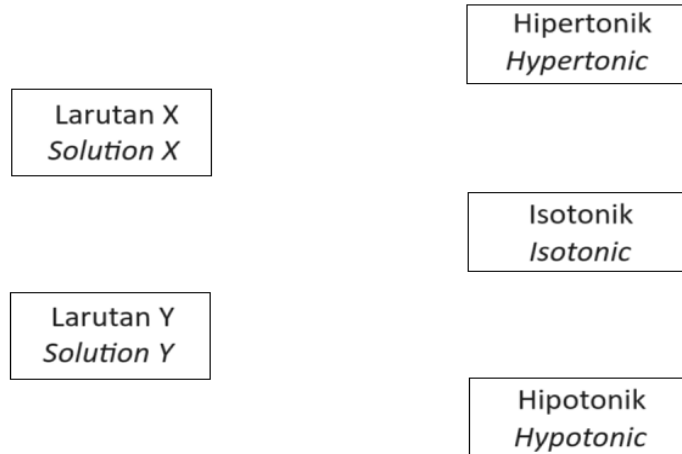 Hipertonik
Hypertonic
Larutan X
Solution X
Isotonik
Isotonic
Larutan Y
Solution Y
Hipotonik
Hypotonic